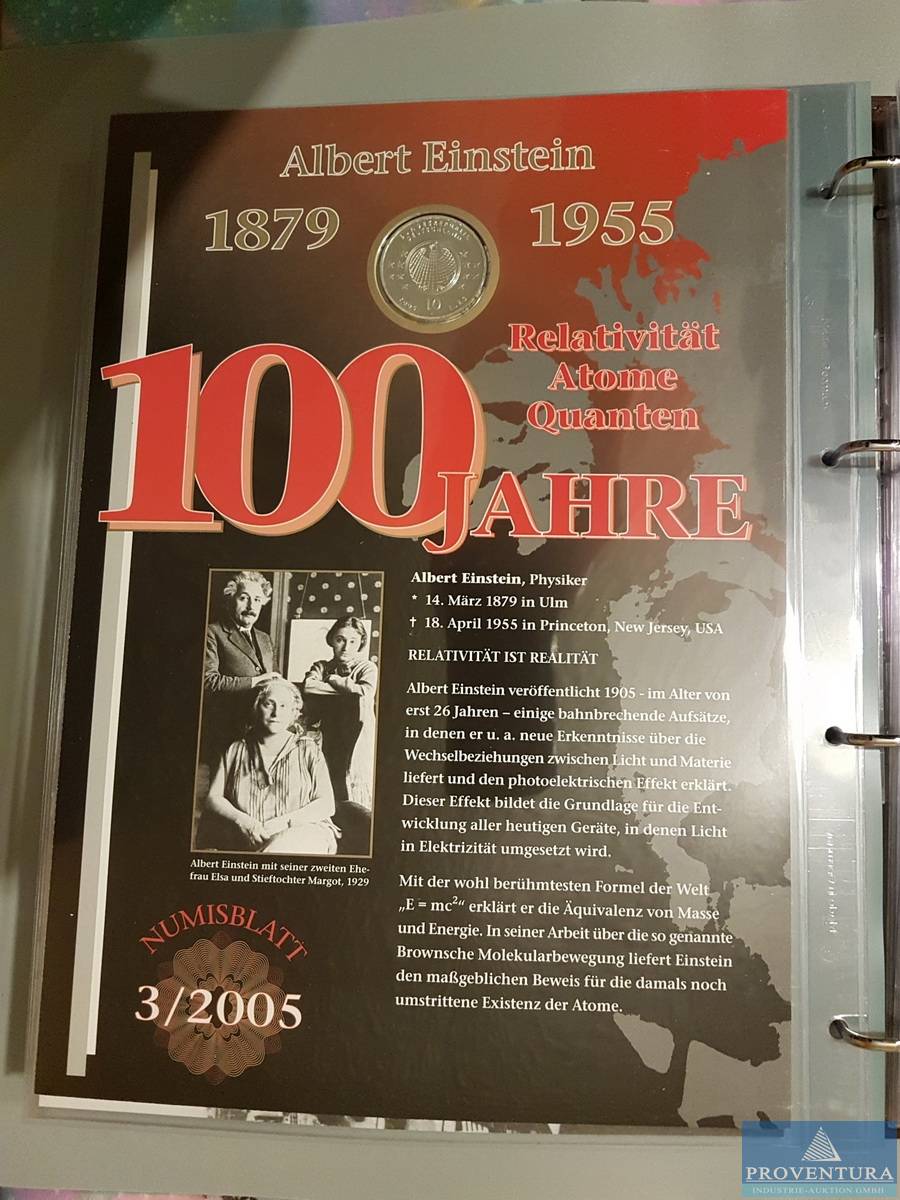 Albert Einstein
1879
1955
BUNDESREPUBLIK
DEUTSCHLAND
10
Relativität
Atome
Quanten
100 JAHRE
Albert Einstein, Physiker
* 14. März 1879 in Ulm
† 18. April 1955 in Princeton, New Jersey, USA
RELATIVITÄT IST REALITÄT
Albert Einstein veröffentlicht 1905 - im Alter von
erst 26 Jahren – einige bahnbrechende Aufsätze,
in denen er u. a. neue Erkenntnisse über die
Wechselbeziehungen zwischen Licht und Materie
liefert und den photoelektrischen Effekt erklärt.
Dieser Effekt bildet die Grundlage für die Ent-
wicklung aller heutigen Geräte, in denen Licht
in Elektrizität umgesetzt wird.
Mit der wohl berühmtesten Formel der Welt
„E = mc²“ erklärt er die Äquivalenz von Masse
und Energie. In seiner Arbeit über die so genannte
Brownsche Molekularbewegung liefert Einstein
den maßgeblichen Beweis für die damals noch
umstrittene Existenz der Atome.
Albert Einstein mit seiner zweiten Ehe-
frau Elsa und Stieftochter Margot, 1929
NUMISBLATT
3/2005
PROVENTURA
INDUSTRIE-AUKTION GMBH